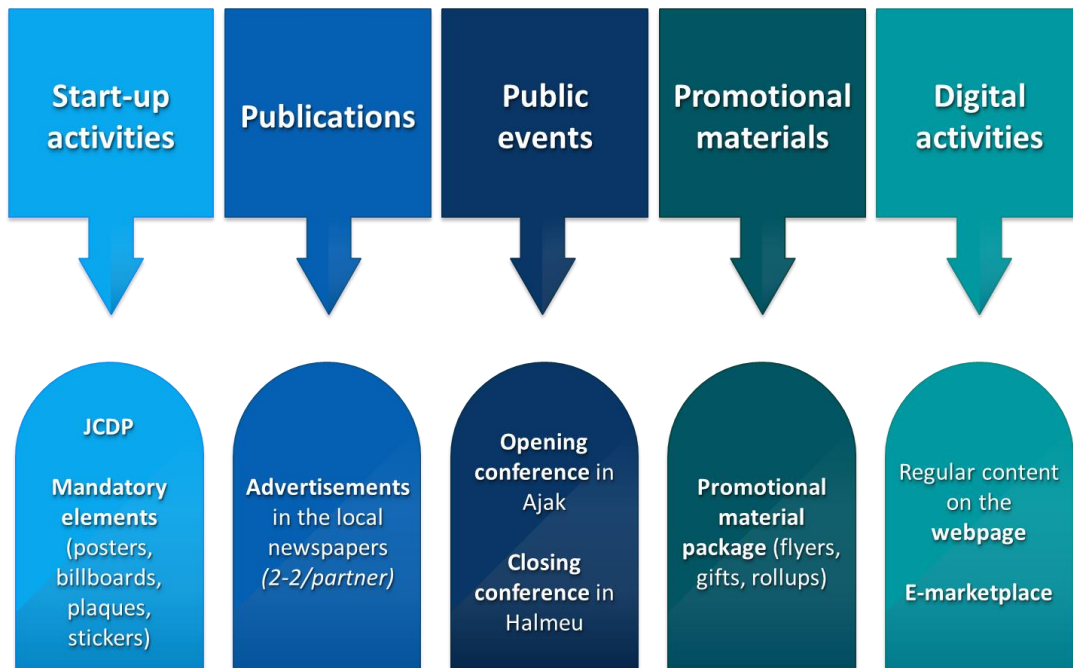 Start-up
activities
Publications
Public
events
Promotional
materials
Digital
activities
JCDP
Mandatory
elements
(posters,
billboards,
plaques,
stickers)
Advertisements
in the local
newspapers
(2-2/partner)
Opening
conference in
Ajak
Closing
conference in
Halmeu
Promotional
material
package (flyers,
gifts, rollups)
Regular content
on the
webpage
E-marketplace